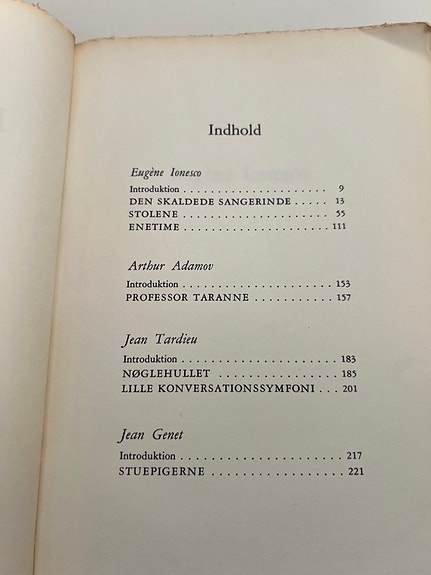 Indhold
Eugène Ionesco
Introduktion . . . . . . . . . . . . . . . . . . . . . . . 9
DEN SKALDEDE SANGERINDE . . . . . 13
STOLENE . . . . . . . . . . . . . . . . . . . . . . . 55
ENETIME . . . . . . . . . . . . . . . . . . . . . . . 111
Arthur Adamov
Introduktion . . . . . . . . . . . . . . . . . . . . . . . 153
PROFESSOR TARANNE . . . . . . . . . . . 157
Jean Tardieu
Introduktion . . . . . . . . . . . . . . . . . . . . . . . 183
NØGLEHULLET . . . . . . . . . . . . . . . . . 185
LILLE KONVERSATIONSSYMFONI . . . 201
Jean Genet
Introduktion . . . . . . . . . . . . . . . . . . . . . . . 217
STUEPIGERNE . . . . . . . . . . . . . . . . . . 221